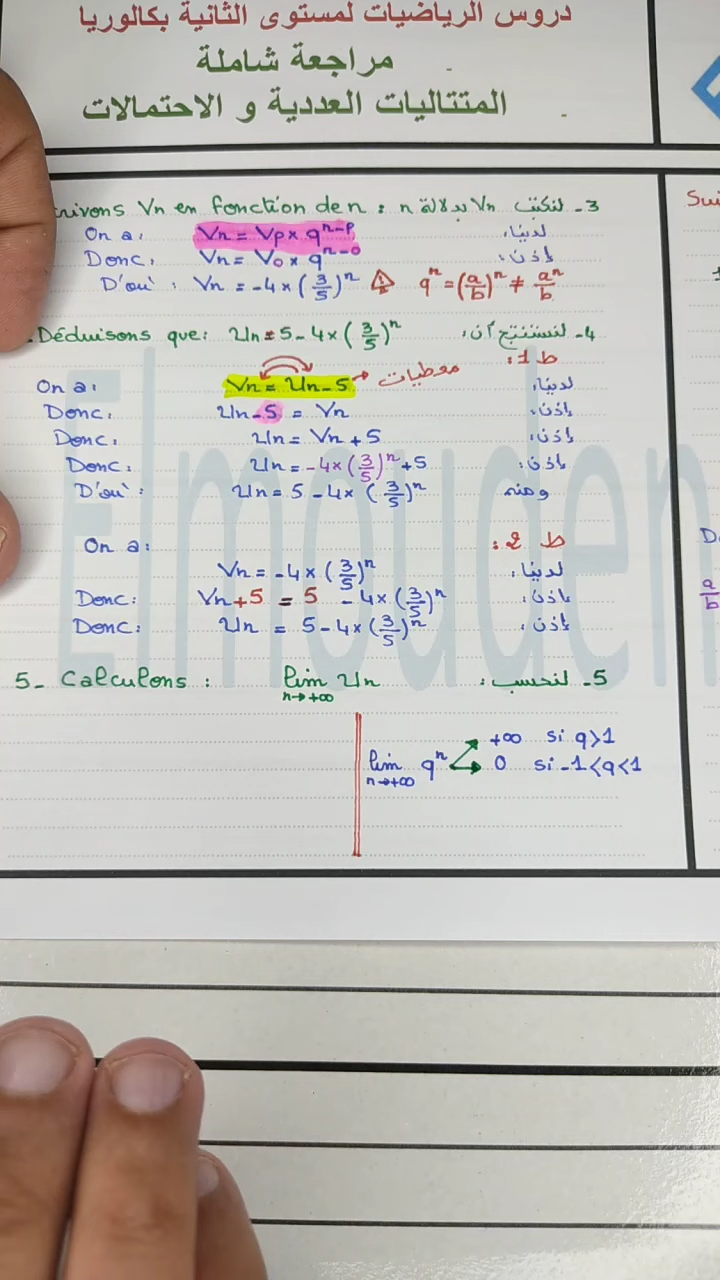 دروس الرياضيات لمستوى الثانية بكالوريا
مراجعة شاملة
المتتاليات العددية و الاحتمالات
rivons Vn en fonction de n : n بدلالة Vn لنكتب -3
On a: Vn = Vp x q^(n-p) لدينا:
Donc: Vn = V0 x q^(n-0) إذن:
D'où : Vn = -4 x (3/5)^n ⚠ q^n = (a/b)^n ≠ a^n/b
Déduisons que: Un = 5 - 4 x (3/5)^n لنستنتج أن: -4
ط 1:
On a: Vn = Un - 5 → معطيات لدينا:
Donc: Un - 5 = Vn إذن:
Donc: Un = Vn + 5 إذن:
Donc: Un = -4 x (3/5)^n + 5 إذن:
D'où : Un = 5 - 4 x (3/5)^n ومنه
On a: ط 2:
Vn = -4 x (3/5)^n لدينا:
Donc: Vn + 5 = 5 - 4 x (3/5)^n إذن:
Donc: Un = 5 - 4 x (3/5)^n إذن:
5- Calculons : lim Un لنحسب: -5
n→+∞
lim q^n +∞ si q>1
n→+∞ 0 si -1<q<1
Elmouden
a/b